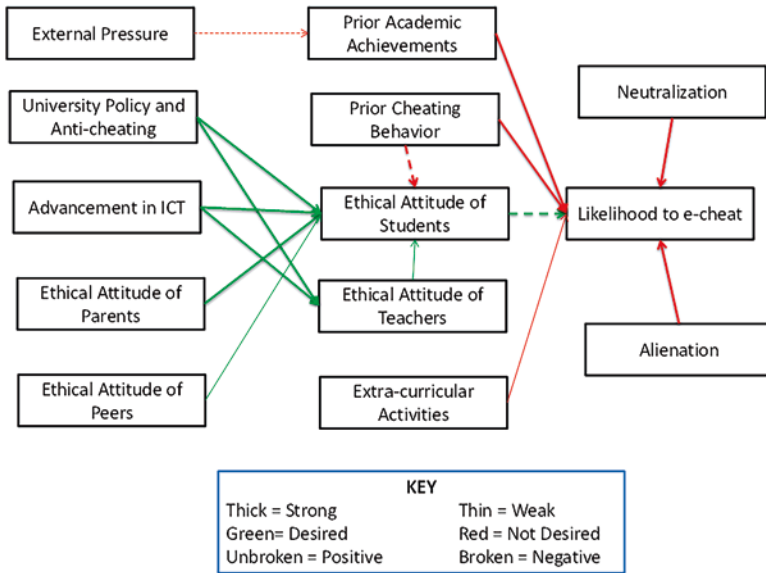 External Pressure
Prior Academic
Achievements
University Policy and
Anti-cheating
Prior Cheating
Behavior
Neutralization
Advancement in ICT
Ethical Attitude of
Students
Likelihood to e-cheat
Ethical Attitude of
Parents
Ethical Attitude of
Teachers
Alienation
Ethical Attitude of
Peers
Extra-curricular
Activities
KEY
Thick = Strong
Thin = Weak
Green= Desired
Red = Not Desired
Unbroken = Positive
Broken = Negative